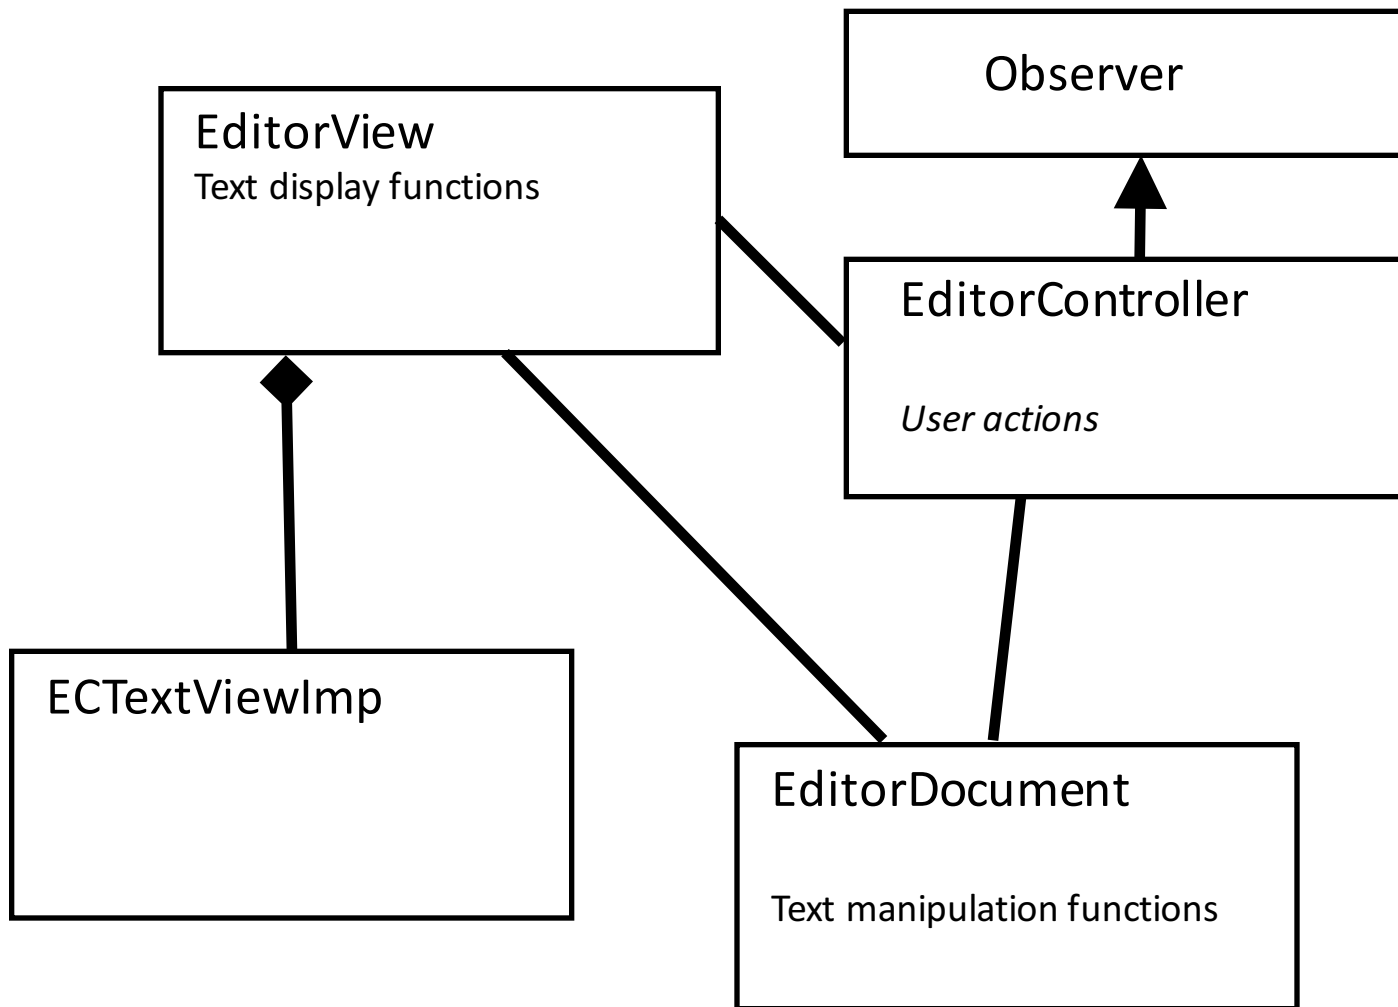 Observer
EditorView
Text display functions
EditorController
User actions
ECTextViewImp
EditorDocument
Text manipulation functions